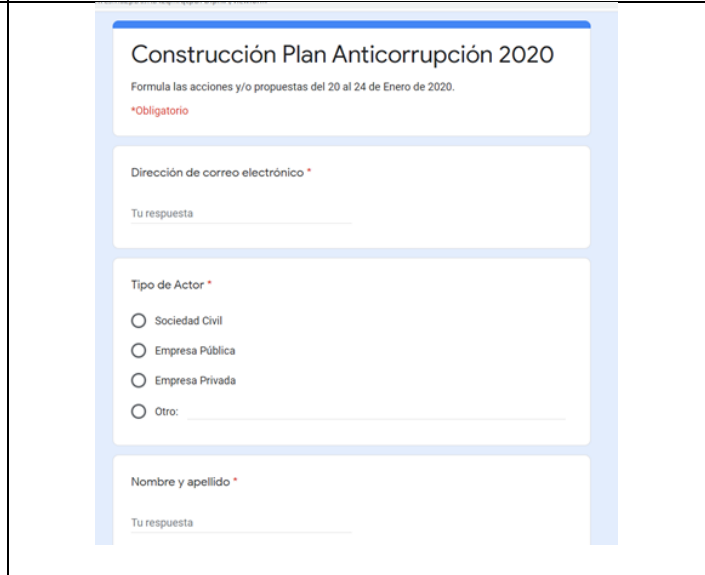 Construcción Plan Anticorrupción 2020
Formula las acciones y/o propuestas del 20 al 24 de Enero de 2020.
*Obligatorio
Dirección de correo electrónico *
Tu respuesta
Tipo de Actor *
Sociedad Civil
Empresa Pública
Empresa Privada
Otro:
Nombre y apellido *
Tu respuesta